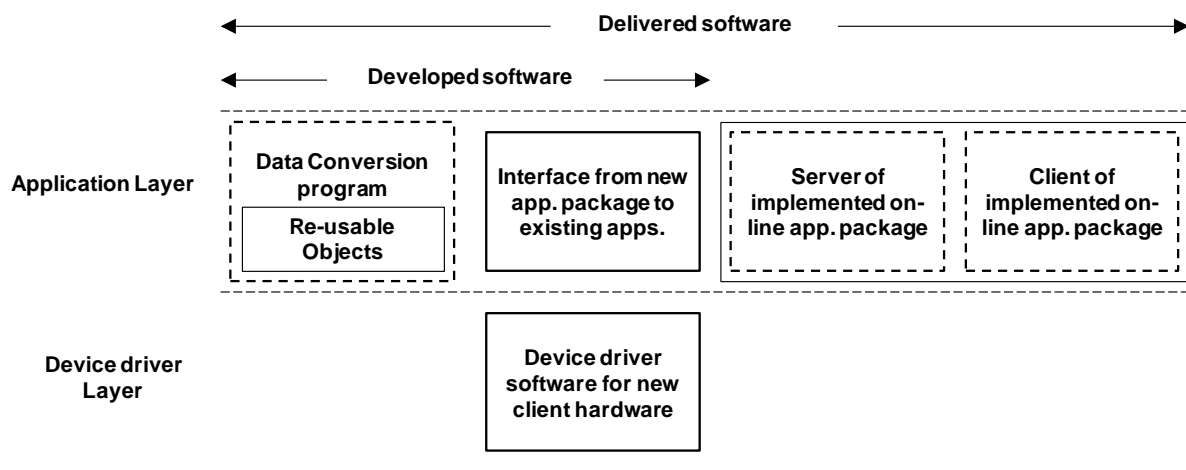 Delivered software
Developed software
Application Layer
Data Conversion
program
Re-usable
Objects
Interface from new
app. package to
existing apps.
Server of
implemented on-
line app. package
Client of
implemented on-
line app. package
Device driver
Layer
Device driver
software for new
client hardware